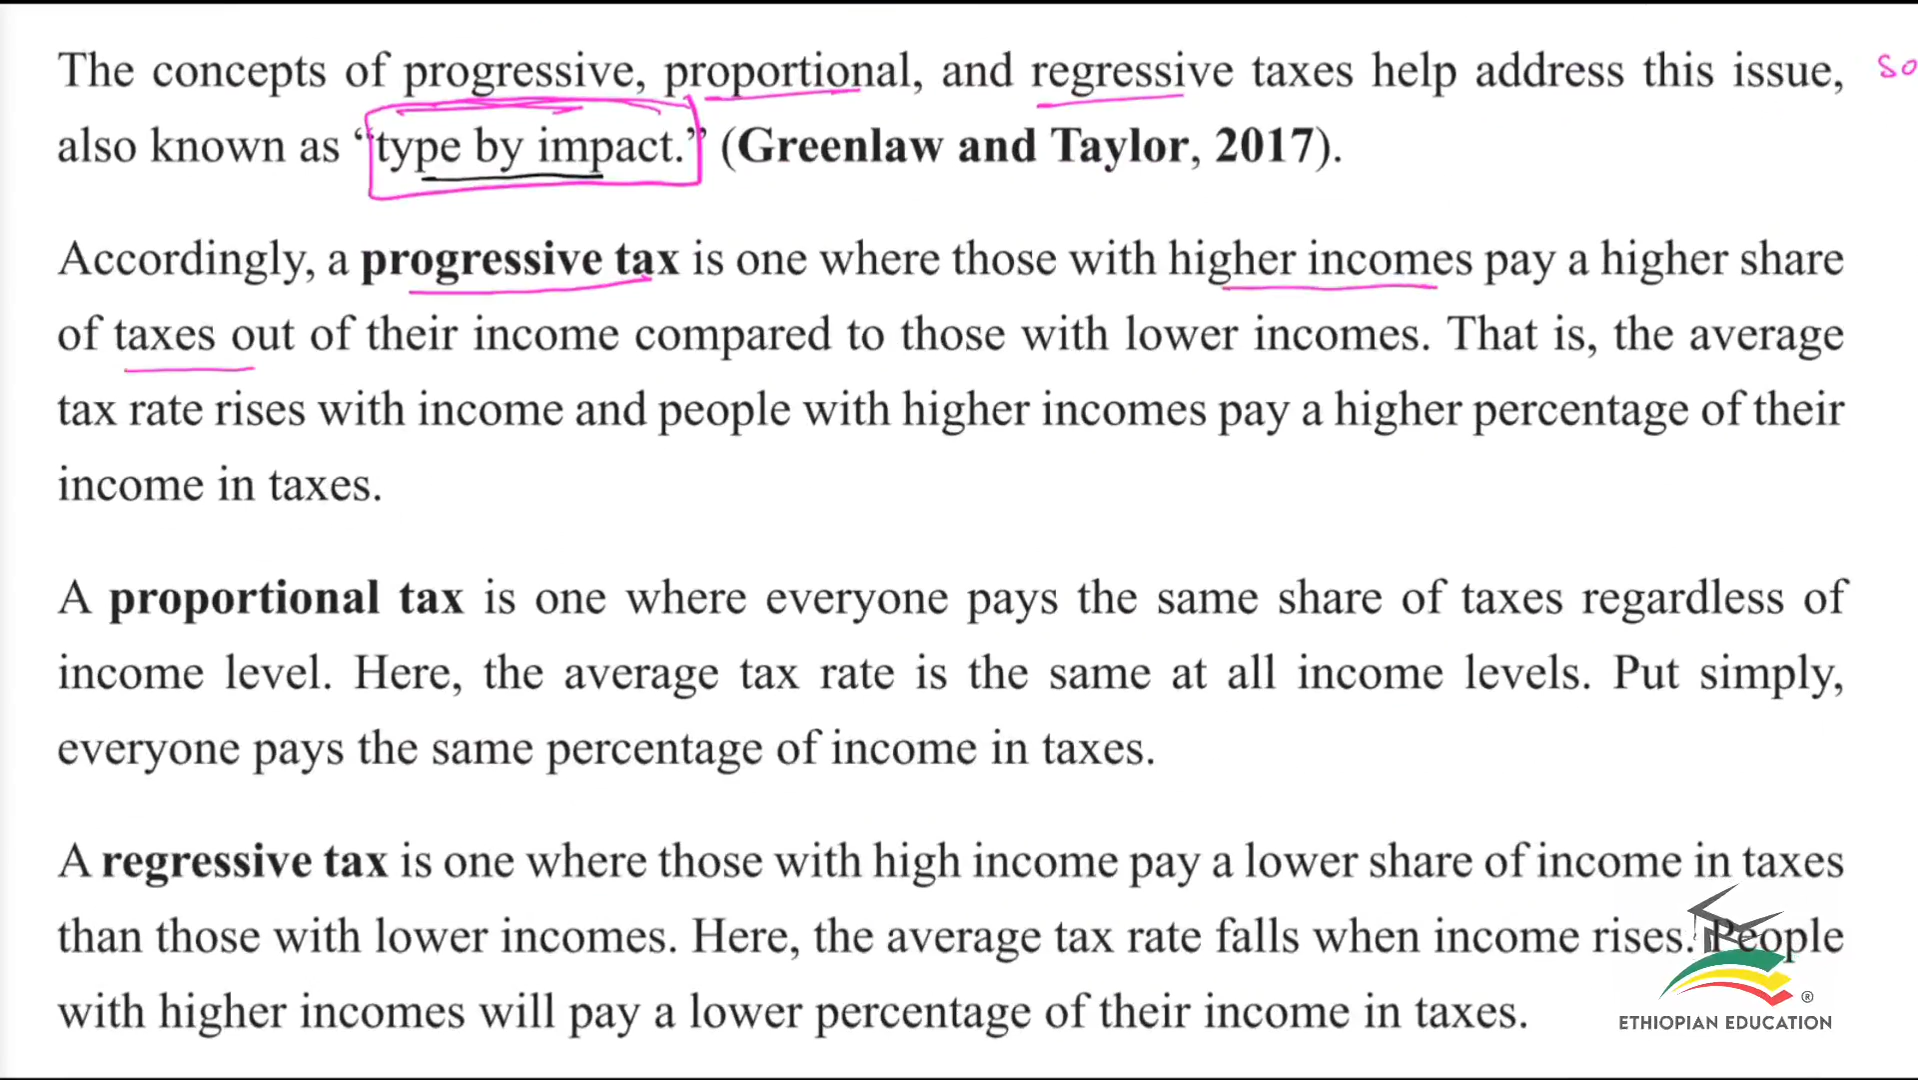 The concepts of progressive, proportional, and regressive taxes help address this issue, so
also known as “type by impact.” (Greenlaw and Taylor, 2017).
Accordingly, a progressive tax is one where those with higher incomes pay a higher share
of taxes out of their income compared to those with lower incomes. That is, the average
tax rate rises with income and people with higher incomes pay a higher percentage of their
income in taxes.
A proportional tax is one where everyone pays the same share of taxes regardless of
income level. Here, the average tax rate is the same at all income levels. Put simply,
everyone pays the same percentage of income in taxes.
A regressive tax is one where those with high income pay a lower share of income in taxes
than those with lower incomes. Here, the average tax rate falls when income rises. People
with higher incomes will pay a lower percentage of their income in taxes.
®
ETHIOPIAN EDUCATION